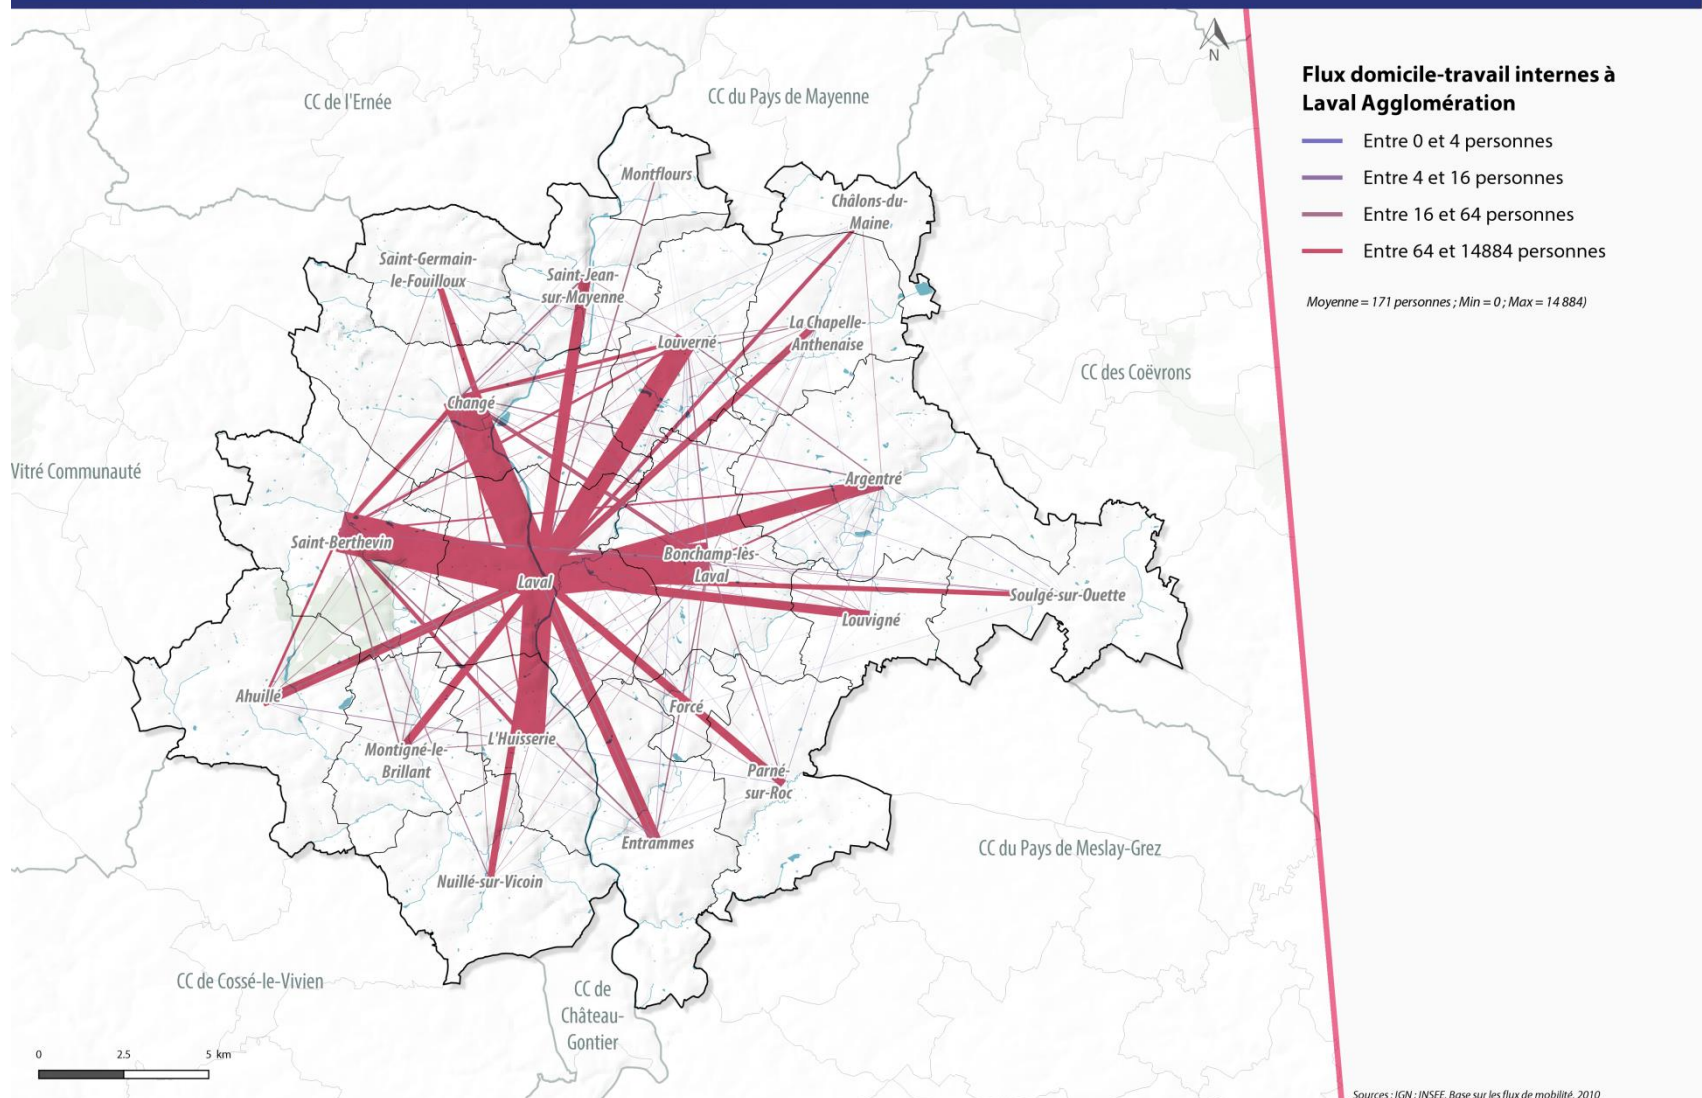 N
Flux domicile-travail internes à
Laval Agglomération
Entre 0 et 4 personnes
Entre 4 et 16 personnes
Entre 16 et 64 personnes
Entre 64 et 14884 personnes
Moyenne = 171 personnes ; Min = 0 ; Max = 14 884)
CC de l'Ernée
CC du Pays de Mayenne
Montflours
Châlons-du-
Maine
Saint-Germain-
le-Fouilloux
Saint-Jean-
sur-Mayenne
La Chapelle-
Anthenaise
Louverné
CC des Coëvrons
Changé
Vitré Communauté
Argentré
Saint-Berthevin
Bonchamp-lès-
Laval
Laval
Soulgé-sur-Ouette
Louvigné
Ahuillé
Forcé
L'Huisserie
Montigné-le-
Brillant
Parné-
sur-Roc
Entrammes
CC du Pays de Meslay-Grez
Nuillé-sur-Vicoin
CC de Cossé-le-Vivien
CC de
Château-
Gontier
0 2.5 5 km
Sources : IGN ; INSEE, Base sur les flux de mobilité, 2010